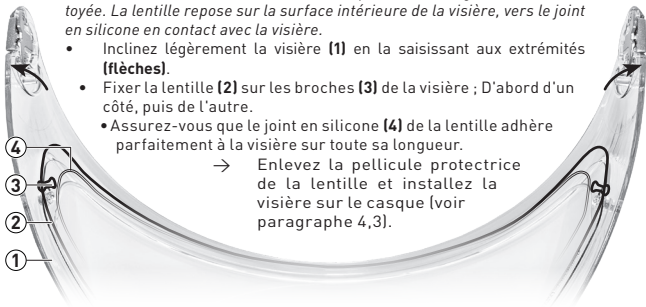 toyée. La lentille repose sur la surface intérieure de la visière, vers le joint
en silicone en contact avec la visière.
• Inclinez légèrement la visière (1) en la saisissant aux extrémités
(flèches).
• Fixer la lentille (2) sur les broches (3) de la visière ; D'abord d'un
côté, puis de l'autre.
• Assurez-vous que le joint en silicone (4) de la lentille adhère
parfaitement à la visière sur toute sa longueur.
→ Enlevez la pellicule protectrice
de la lentille et installez la
visière sur le casque (voir
paragraphe 4,3).
4
3
2
1